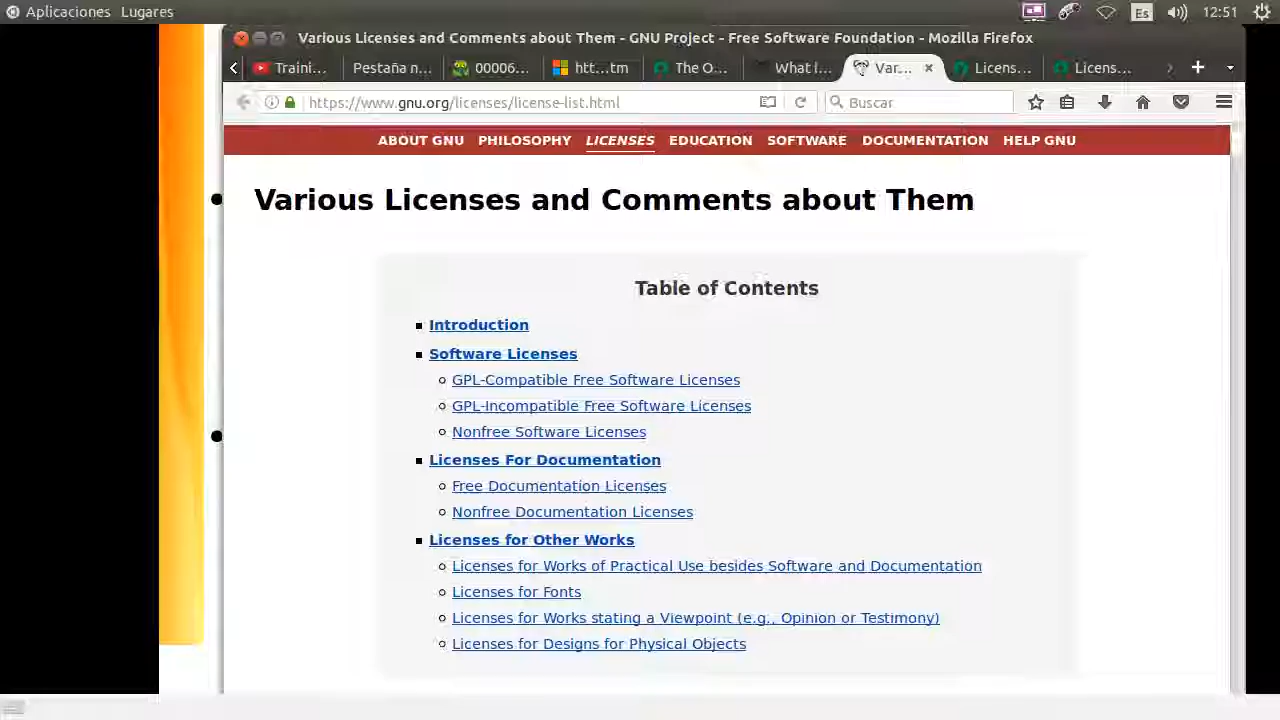 Aplicaciones Lugares Es 12:51
Various Licenses and Comments about Them - GNU Project - Free Software Foundation - Mozilla Firefox
Traini... Pestaña n... 00006... htt...tm The O... What I... Var... Licens... Licens...
https://www.gnu.org/licenses/license-list.html Buscar
ABOUT GNU PHILOSOPHY LICENSES EDUCATION SOFTWARE DOCUMENTATION HELP GNU
Various Licenses and Comments about Them
Table of Contents
Introduction
Software Licenses
GPL-Compatible Free Software Licenses
GPL-Incompatible Free Software Licenses
Nonfree Software Licenses
Licenses For Documentation
Free Documentation Licenses
Nonfree Documentation Licenses
Licenses for Other Works
Licenses for Works of Practical Use besides Software and Documentation
Licenses for Fonts
Licenses for Works stating a Viewpoint (e.g., Opinion or Testimony)
Licenses for Designs for Physical Objects